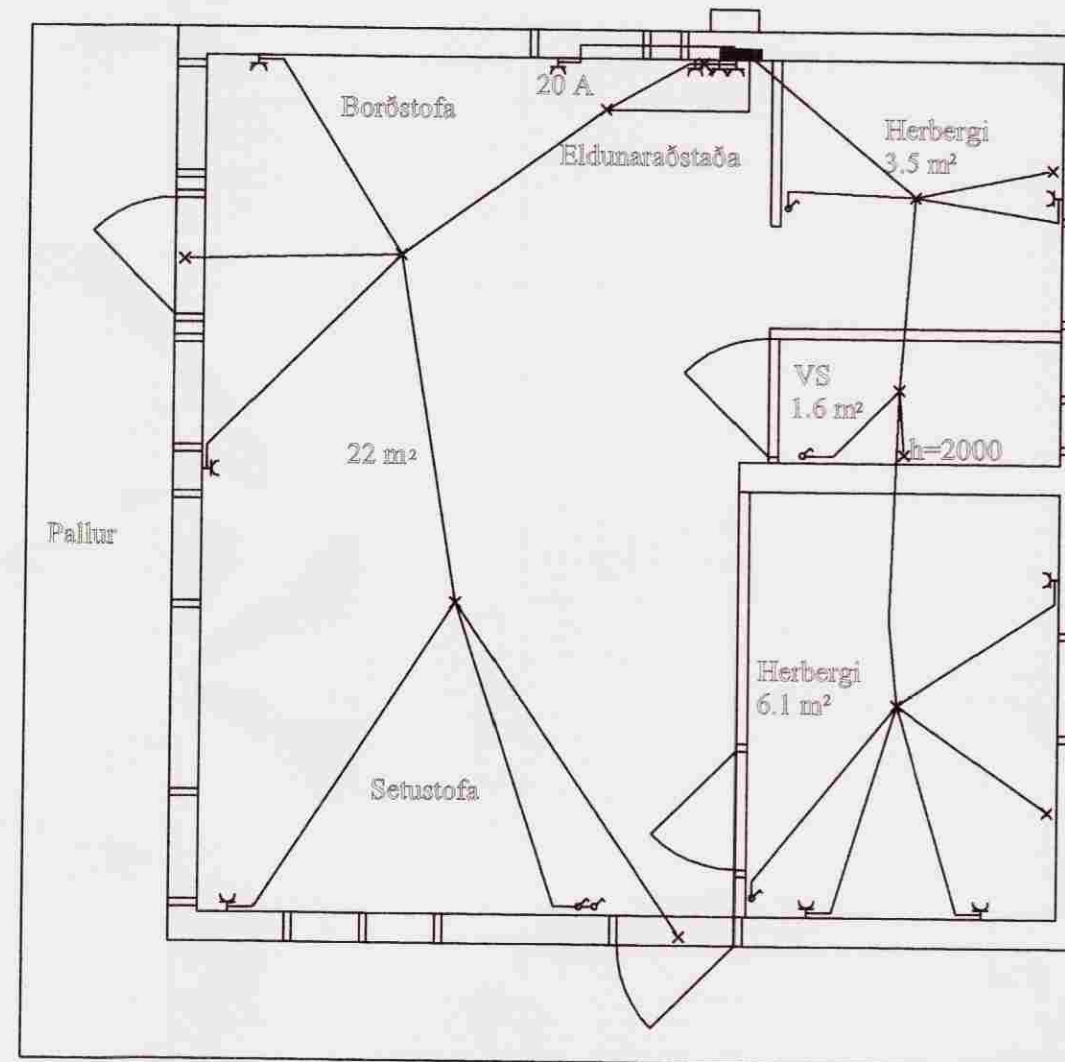 20 A
Borðstofa
Eldunaraðstaða
Herbergi
3.5 m²
VS
1.6 m²
h=2000
22 m²
Pallur
Herbergi
6.1 m²
Setustofa